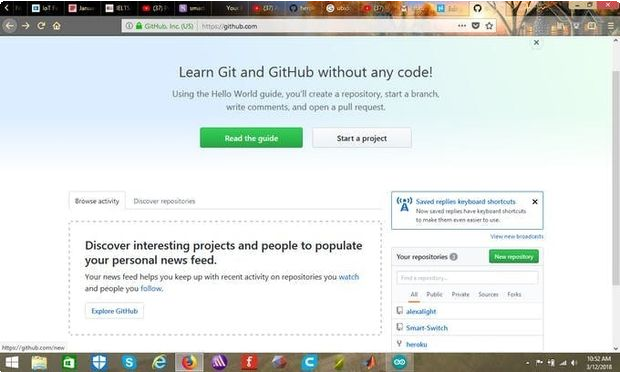 IoT F
Januar
IELTS
(37)
smart
Your
(37) A
herok
ubido
(37)
Edi
GitHub, Inc. (US)
https://github.com
Learn Git and GitHub without any code!
Using the Hello World guide, you'll create a repository, start a branch,
write comments, and open a pull request.
Read the guide
Start a project
Browse activity
Discover repositories
Discover interesting projects and people to populate
your personal news feed.
Your news feed helps you keep up with recent activity on repositories you watch
and people you follow.
Explore GitHub
Saved replies keyboard shortcuts
Now saved replies have keyboard shortcuts
to make them even easier to use.
View new broadcasts
Your repositories 3
New repository
Find a repository...
All
Public
Private
Sources
Forks
alexalight
Smart-Switch
heroku
https://github.com/new
10:52 AM
3/12/2018